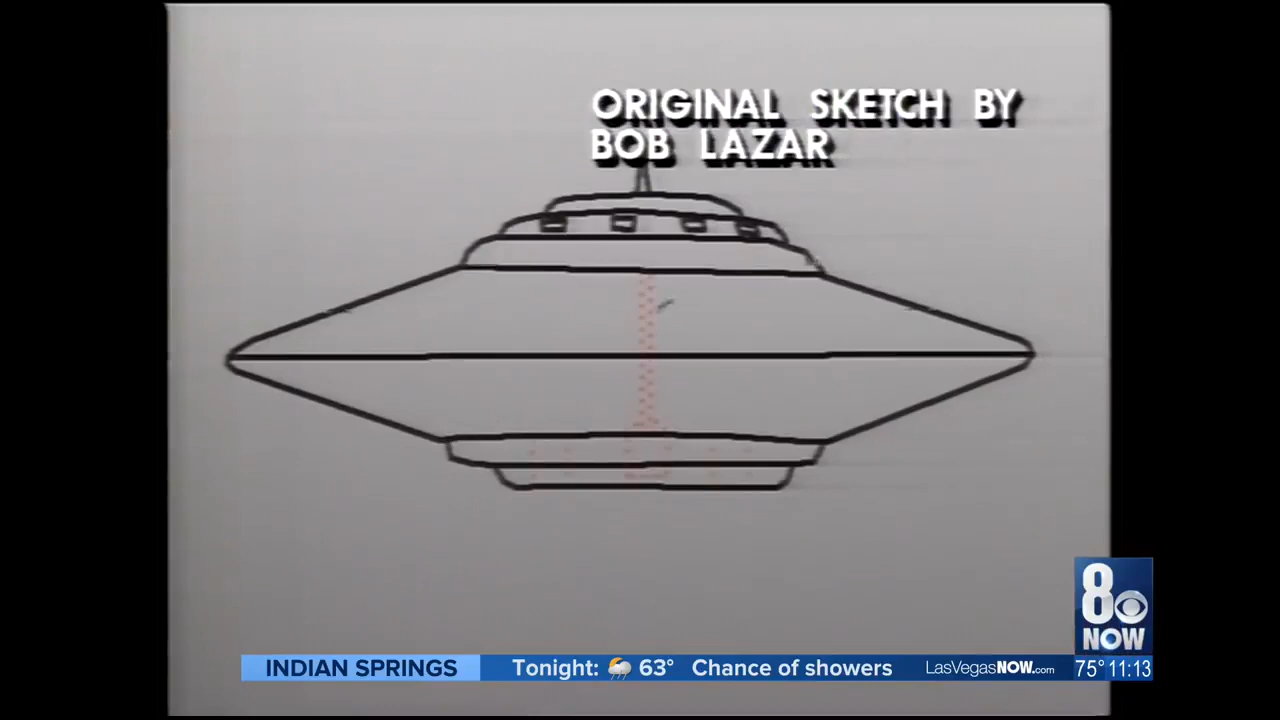 ORIGINAL SKETCH BY
BOB LAZAR
8
NOW
INDIAN SPRINGS Tonight: 63° Chance of showers LasVegasNOW.com 75° 11:13